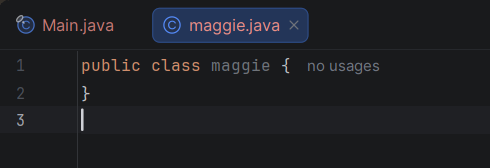 Main.java
maggie.java
1 public class maggie { no usages
2 }
3